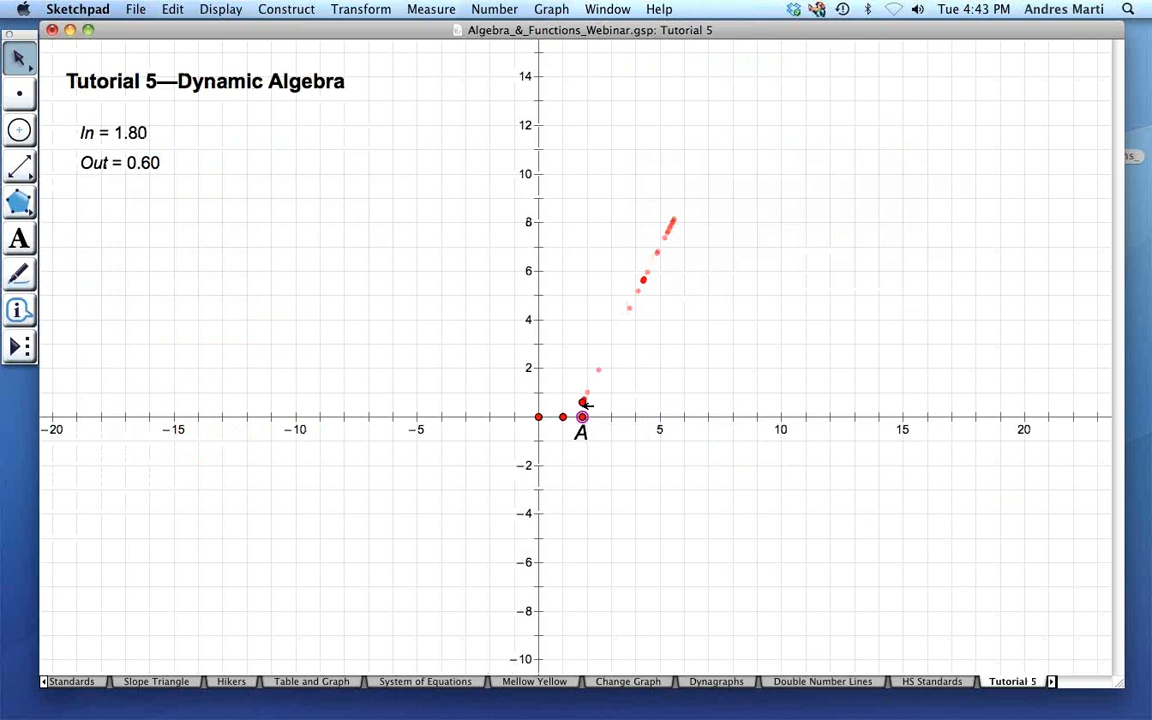 Sketchpad File Edit Display Construct Transform Measure Number Graph Window Help Tue 4:43 PM Andres Marti
Algebra_&_Functions_Webinar.gsp: Tutorial 5
Tutorial 5—Dynamic Algebra
In = 1.80
Out = 0.60
14
12
10
8
6
4
2
−20 −15 −10 −5 5 10 15 20
A
−2
−4
−6
−8
−10
A
ns_
Standards Slope Triangle Hikers Table and Graph System of Equations Mellow Yellow Change Graph Dynagraphs Double Number Lines HS Standards Tutorial 5